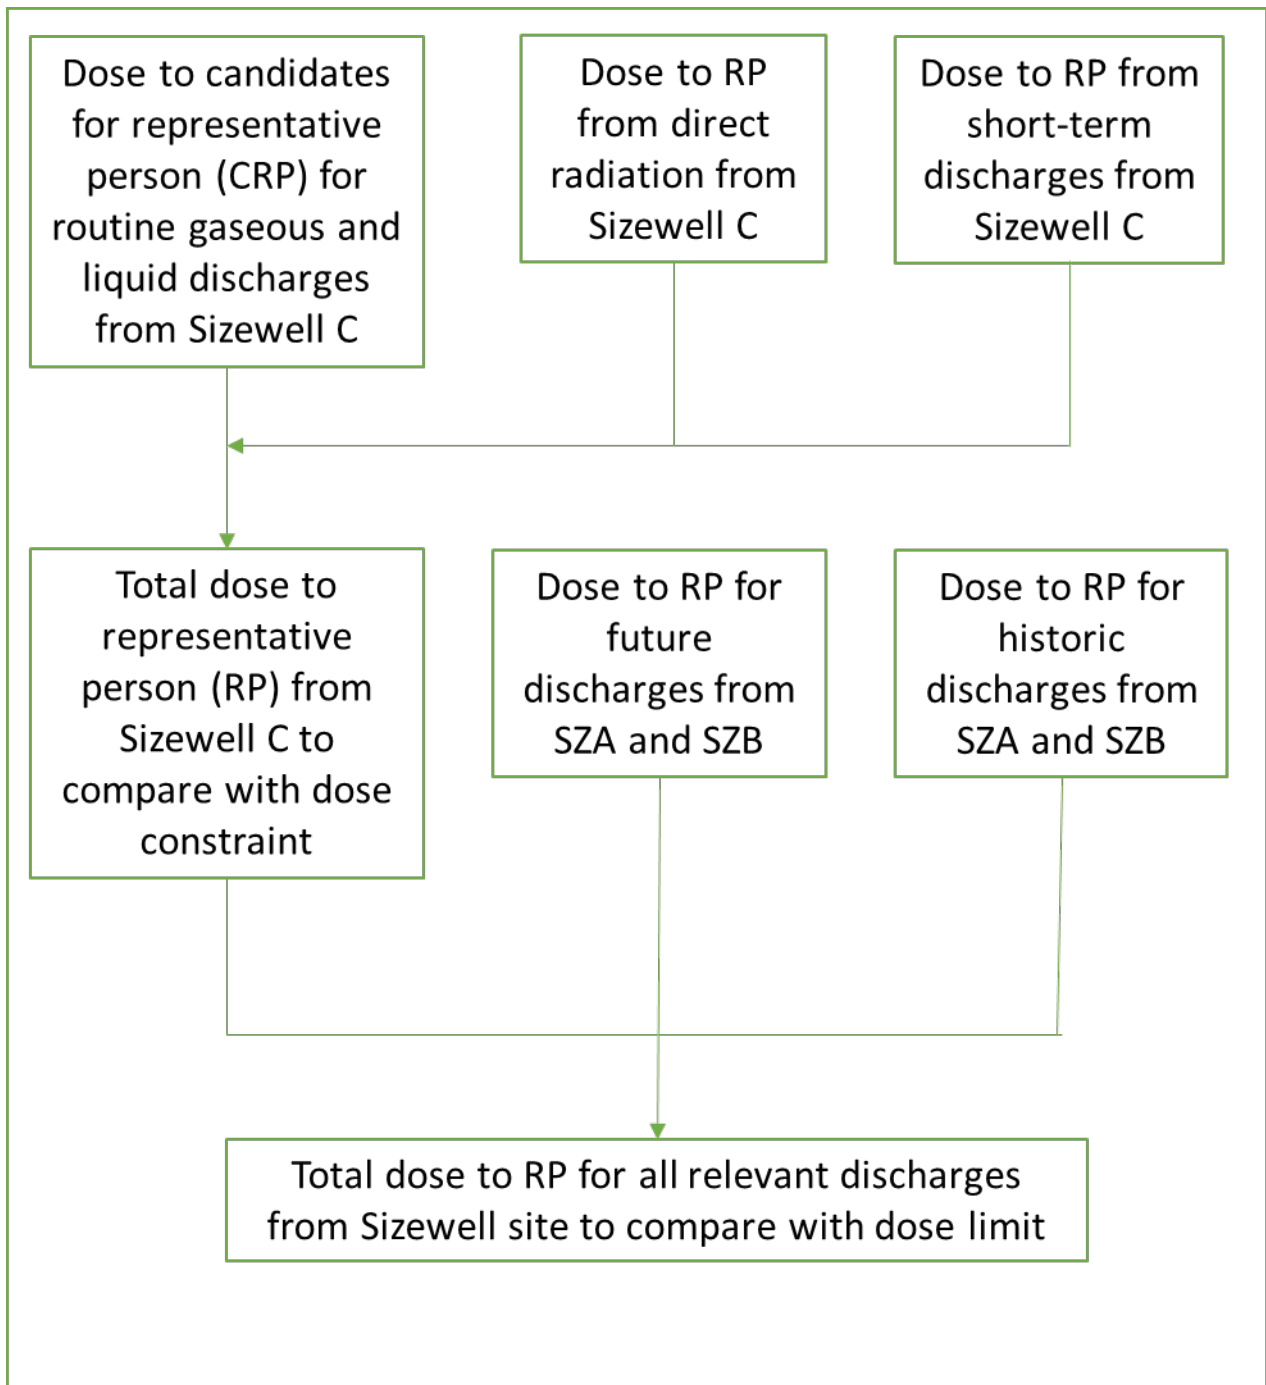 Dose to candidates
for representative
person (CRP) for
routine gaseous and
liquid discharges
from Sizewell C
Dose to RP
from direct
radiation from
Sizewell C
Dose to RP from
short-term
discharges from
Sizewell C
Total dose to
representative
person (RP) from
Sizewell C to
compare with dose
constraint
Dose to RP for
future
discharges from
SZA and SZB
Dose to RP for
historic
discharges from
SZA and SZB
Total dose to RP for all relevant discharges
from Sizewell site to compare with dose limit